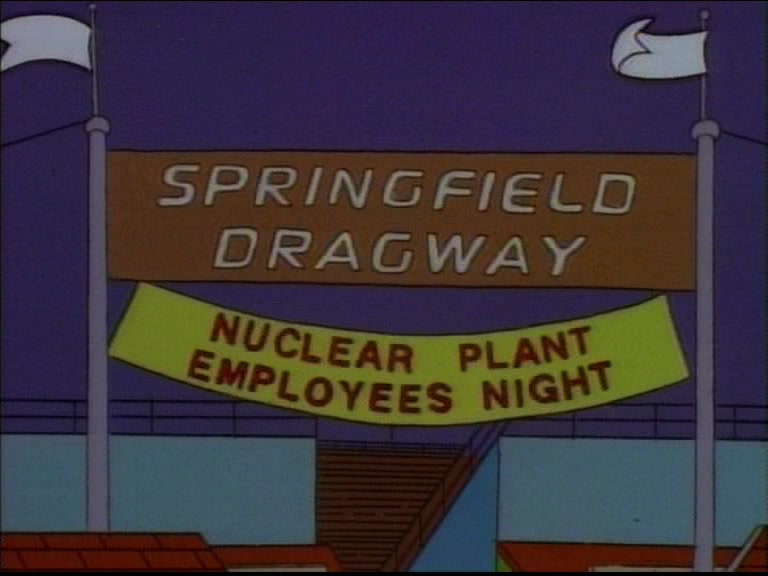 SPRINGFIELD
DRAGWAY
NUCLEAR PLANT
EMPLOYEES NIGHT